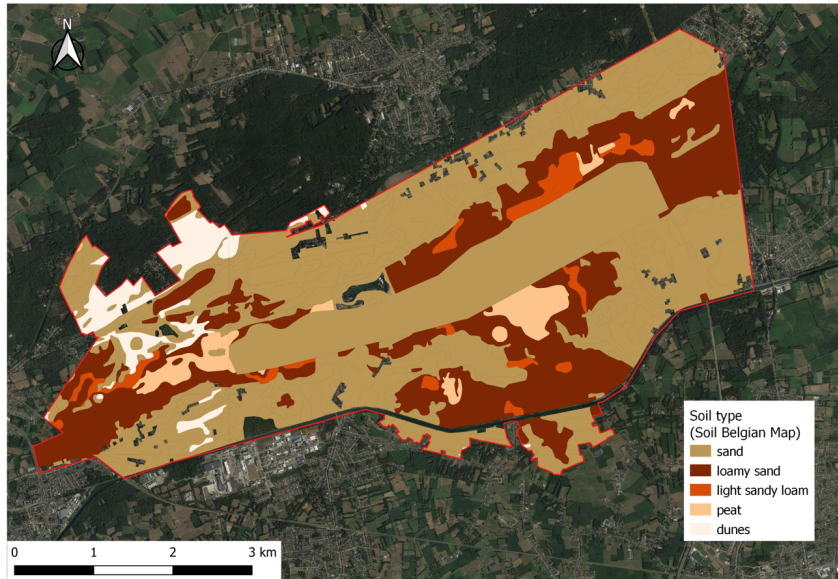 N
Soil type
(Soil Belgian Map)
sand
loamy sand
light sandy loam
peat
dunes
0 1 2 3 km